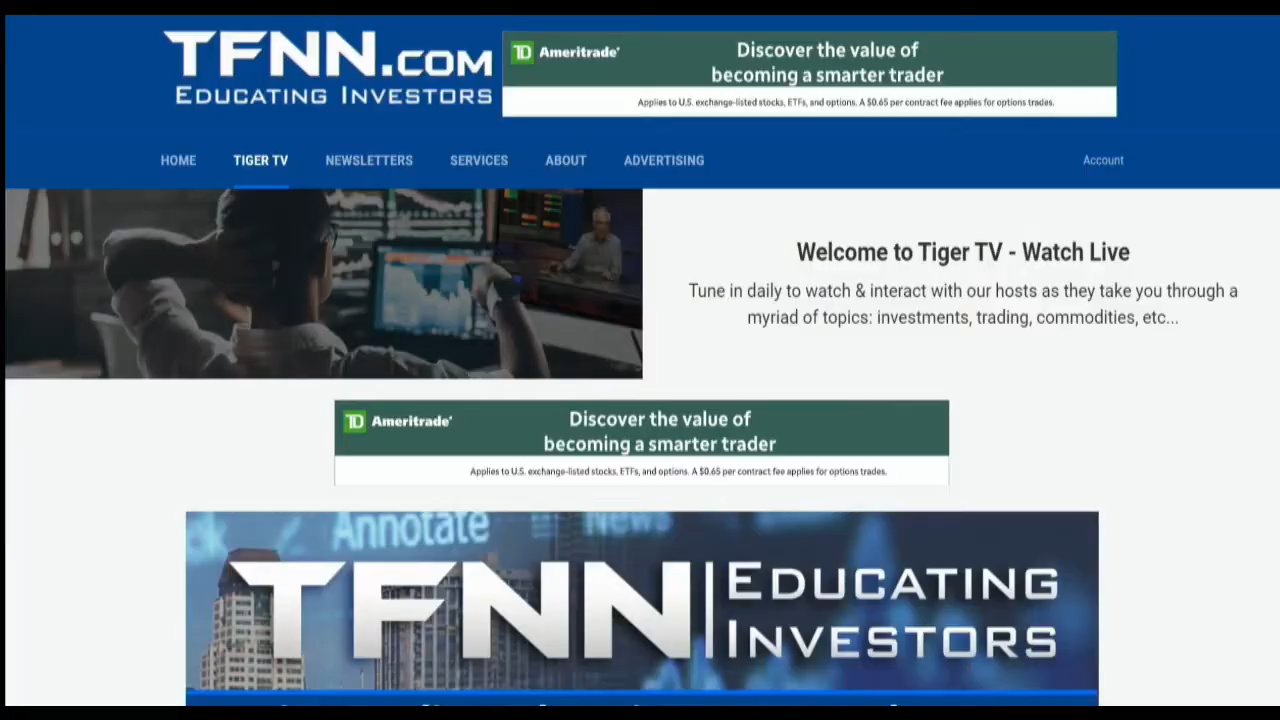 TFNN.COM
EDUCATING INVESTORS
TD Ameritrade
Discover the value of
becoming a smarter trader
Applies to U.S. exchange-listed stocks, ETFs, and options. A $0.65 per contract fee applies for options trades.
HOME TIGER TV NEWSLETTERS SERVICES ABOUT ADVERTISING Account
Welcome to Tiger TV - Watch Live
Tune in daily to watch & interact with our hosts as they take you through a
myriad of topics: investments, trading, commodities, etc...
TD Ameritrade
Discover the value of
becoming a smarter trader
Applies to U.S. exchange-listed stocks, ETFs, and options. A $0.65 per contract fee applies for options trades.
Annotate News
TFNN EDUCATING
INVESTORS